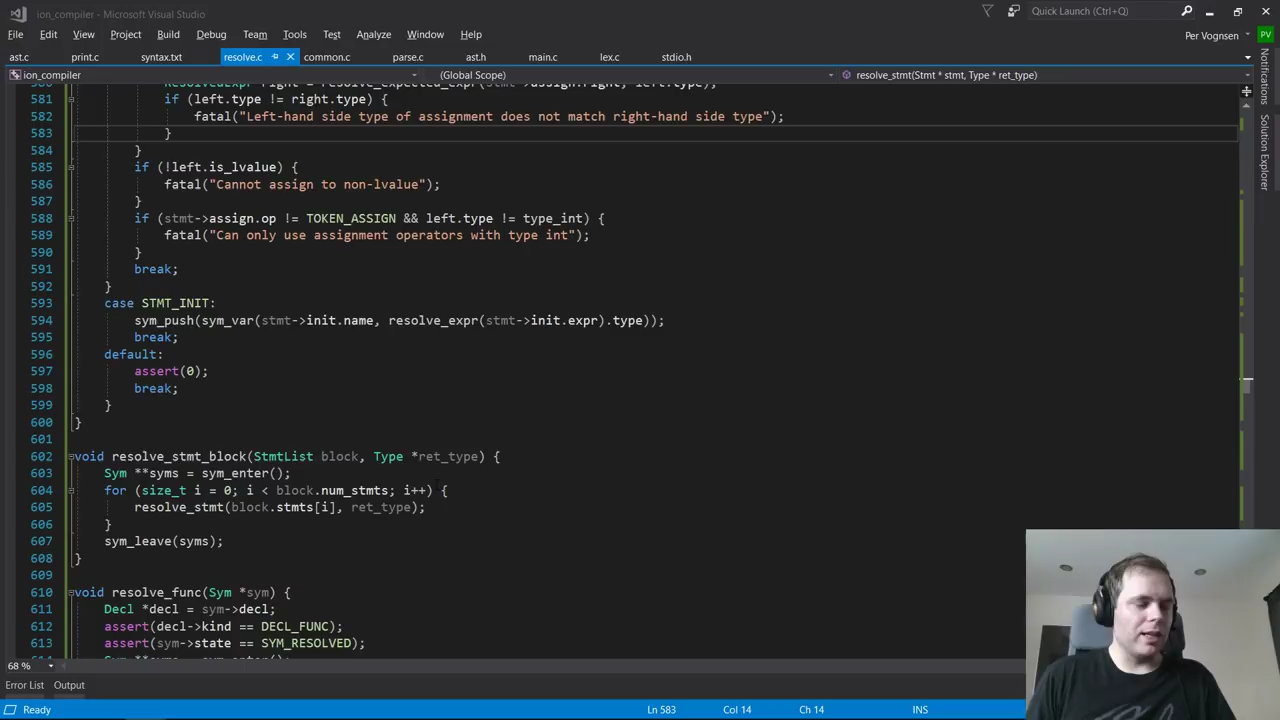 ion_compiler - Microsoft Visual Studio
Quick Launch (Ctrl+Q)
File Edit View Project Build Debug Team Tools Test Analyze Window Help
Per Vognsen PV
ast.c print.c syntax.txt resolve.c common.c parse.c ast.h main.c lex.c stdio.h
ion_compiler (Global Scope) resolve_stmt(Stmt * stmt, Type * ret_type)
Notifications
Solution Explorer
580 ResolvedExpr right = resolve_expected_expr(stmt->assign.right, left.type);
581 if (left.type != right.type) {
582 fatal("Left-hand side type of assignment does not match right-hand side type");
583 }
584 }
585 if (!left.is_lvalue) {
586 fatal("Cannot assign to non-lvalue");
587 }
588 if (stmt->assign.op != TOKEN_ASSIGN && left.type != type_int) {
589 fatal("Can only use assignment operators with type int");
590 }
591 break;
592 }
593 case STMT_INIT:
594 sym_push(sym_var(stmt->init.name, resolve_expr(stmt->init.expr).type));
595 break;
596 default:
597 assert(0);
598 break;
599 }
600 }
601
602 void resolve_stmt_block(StmtList block, Type *ret_type) {
603 Sym **syms = sym_enter();
604 for (size_t i = 0; i < block.num_stmts; i++) {
605 resolve_stmt(block.stmts[i], ret_type);
606 }
607 sym_leave(syms);
608 }
609
610 void resolve_func(Sym *sym) {
611 Decl *decl = sym->decl;
612 assert(decl->kind == DECL_FUNC);
613 assert(sym->state == SYM_RESOLVED);
614 Sym **syms = sym_enter();
68 %
Error List Output
Ready Ln 583 Col 14 Ch 14 INS